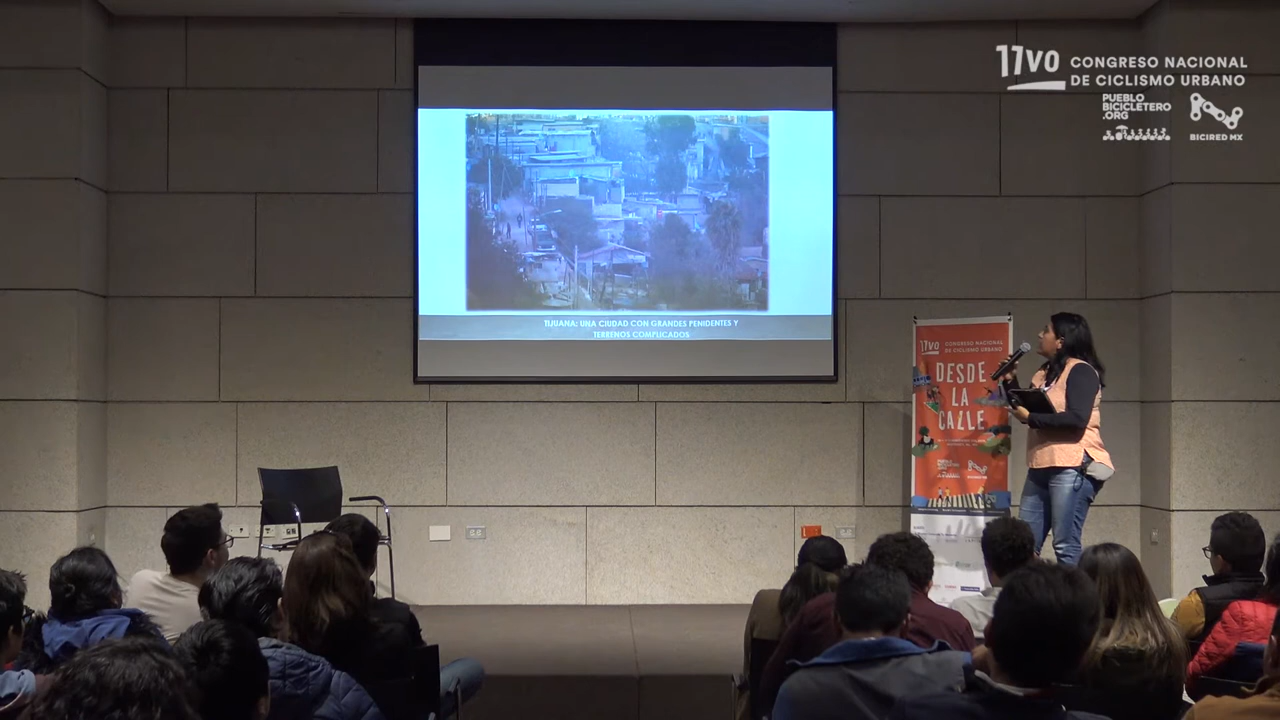 11vo CONGRESO NACIONAL
DE CICLISMO URBANO
PUEBLO
BICICLETERO
.ORG
BICIRED MX
TIJUANA: UNA CIUDAD CON GRANDES PENIDENTES Y
TERRENOS COMPLICADOS.
11vo CONGRESO NACIONAL
DE CICLISMO URBANO
DESDE
LA
CALLE